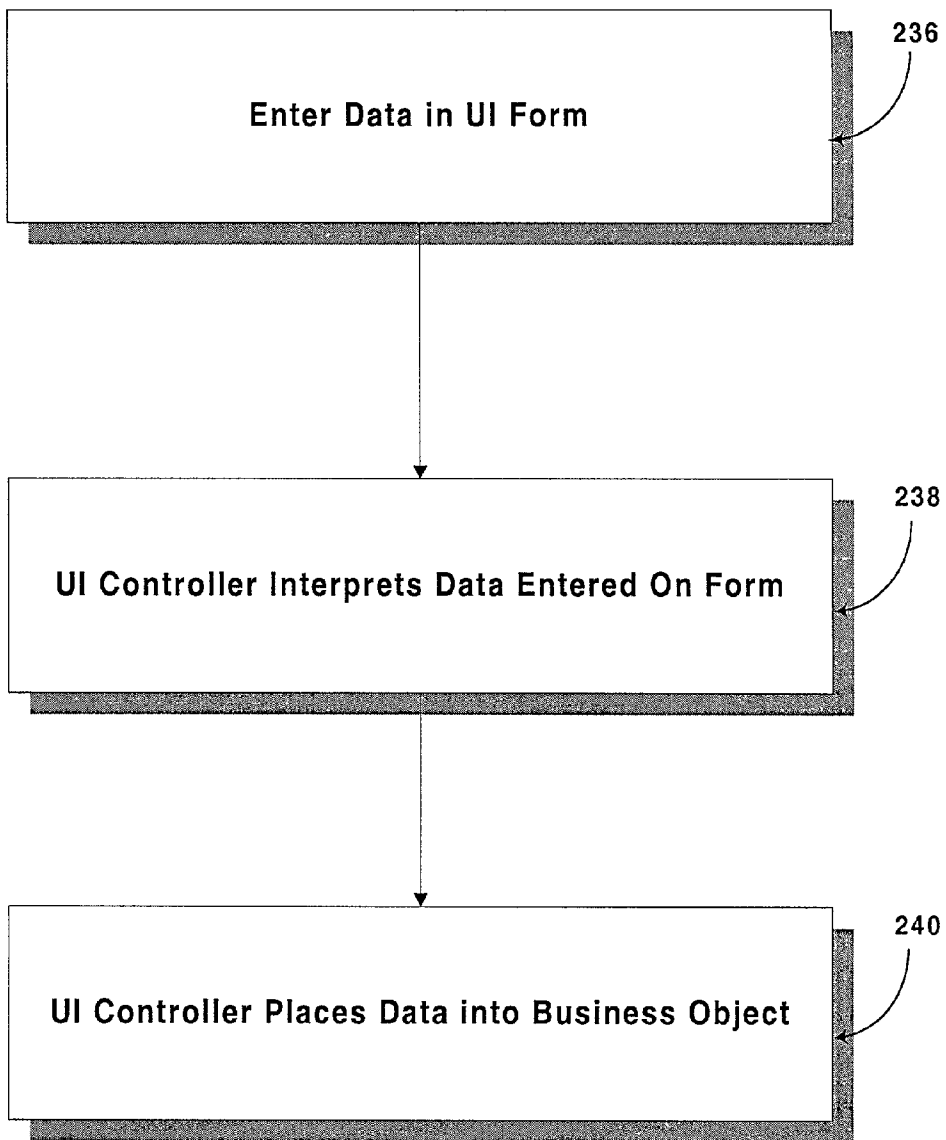 236
Enter Data in UI Form
238
UI Controller Interprets Data Entered On Form
240
UI Controller Places Data into Business Object